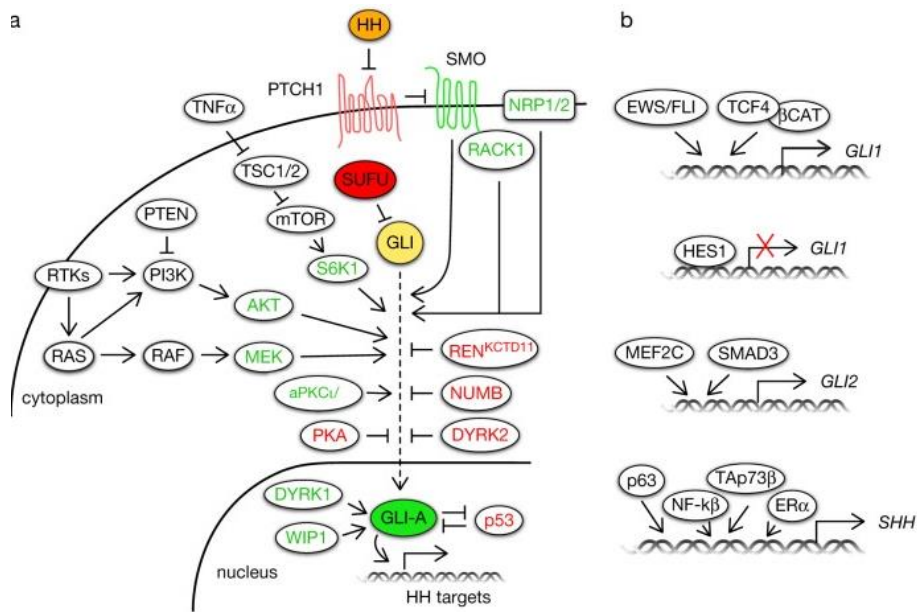 a
HH
PTCH1
SMO
NRP1/2
TNFα
RACK1
TSC1/2
SUFU
PTEN
mTOR
GLI
RTKs
PI3K
S6K1
AKT
RAS
RAF
MEK
REN KCTD11
cytoplasm
aPKCι/
NUMB
PKA
DYRK2
DYRK1
GLI-A
p53
WIP1
nucleus
HH targets
b
EWS/FLI
TCF4
βCAT
GLI1
HES1
GLI1
MEF2C
SMAD3
GLI2
p63
TAp73β
NF-kβ
ERα
SHH